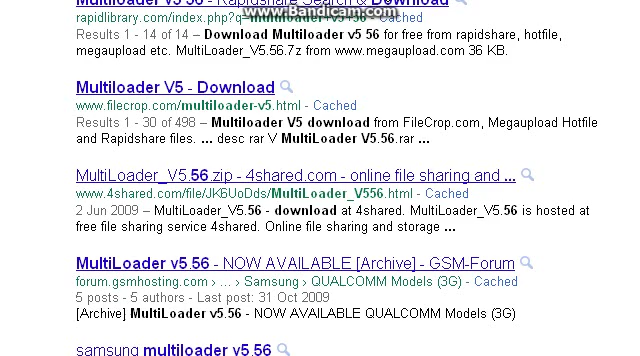 MultiLoader V5 56 - Rapidshare Search & Download
www.Bandicam.com
rapidlibrary.com/index.php?q=multiloader+v5+56 - Cached
Results 1 - 14 of 14 – Download MultiLoader V5 56 for free from rapidshare, hotfile,
megaupload etc. MultiLoader_V5.56.7z from www.megaupload.com 36 KB.
Multiloader V5 - Download
www.filecrop.com/multiloader-v5.html - Cached
Results 1 - 30 of 498 – Multiloader V5 download from FileCrop.com, Megaupload Hotfile
and Rapidshare files. ... desc rar V MultiLoader V5.56.rar ...
MultiLoader_V5.56.zip - 4shared.com - online file sharing and ...
www.4shared.com/file/JK6UoDds/MultiLoader_V556.html - Cached
2 Jun 2009 – MultiLoader_V5.56 - download at 4shared. MultiLoader_V5.56 is hosted at
free file sharing service 4shared. Online file sharing and storage ...
MultiLoader v5.56 - NOW AVAILABLE [Archive] - GSM-Forum
forum.gsmhosting.com › ... › Samsung › QUALCOMM Models (3G) - Cached
5 posts - 5 authors - Last post: 31 Oct 2009
[Archive] MultiLoader v5.56 - NOW AVAILABLE QUALCOMM Models (3G)
samsung multiloader v5.56